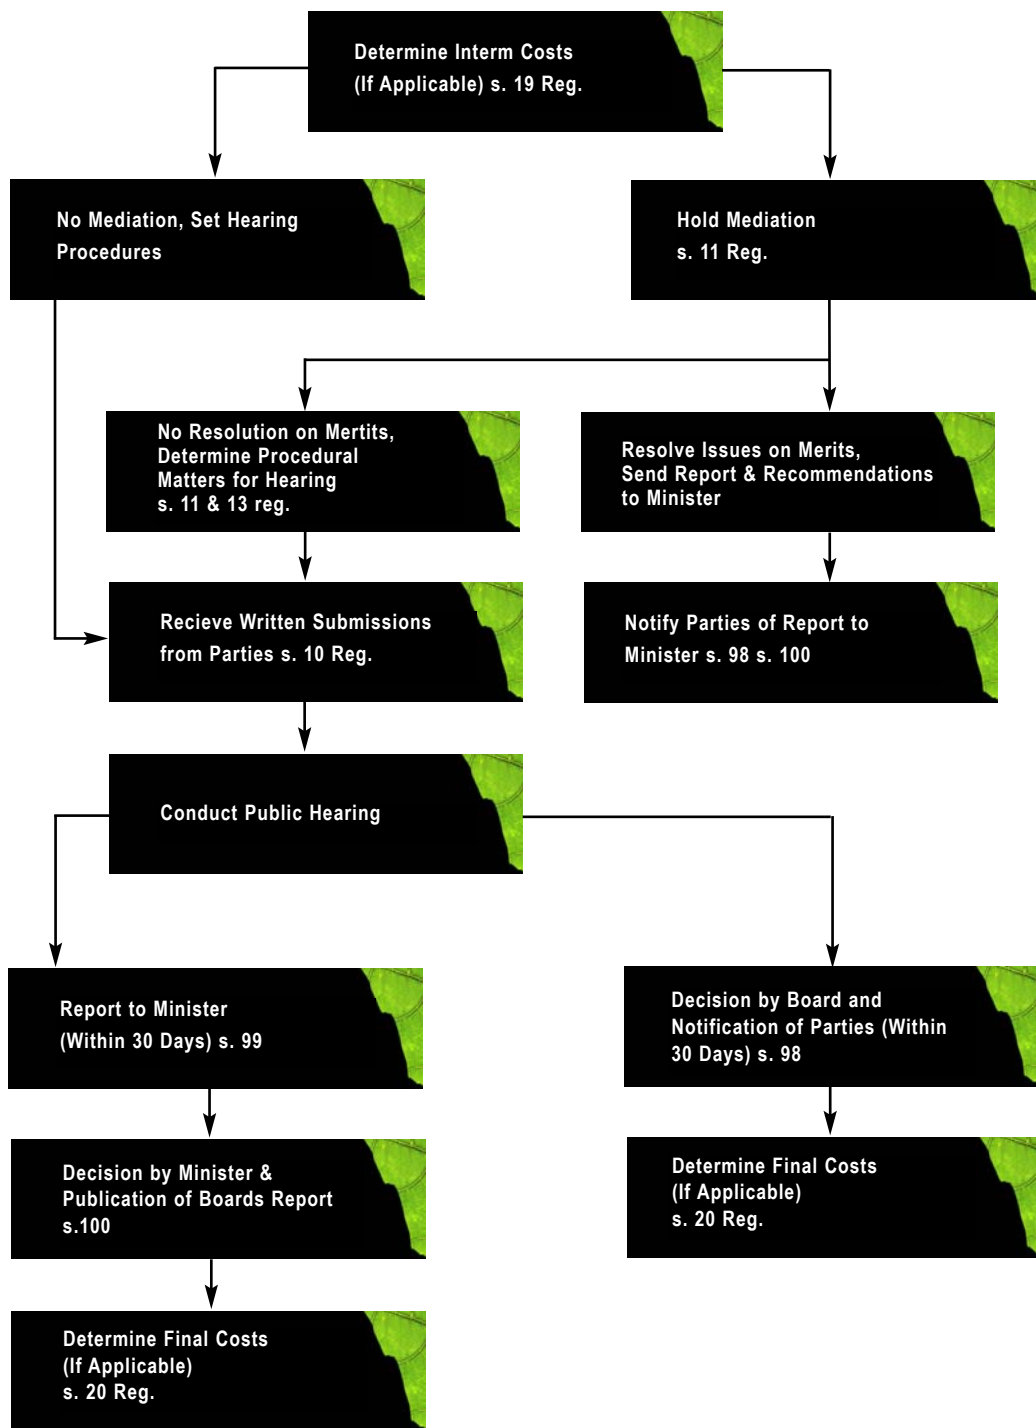 Determine Interm Costs
(If Applicable) s. 19 Reg.
No Mediation, Set Hearing
Procedures
Hold Mediation
s. 11 Reg.
No Resolution on Mertits,
Determine Procedural
Matters for Hearing
s. 11 & 13 reg.
Resolve Issues on Merits,
Send Report & Recommendations
to Minister
Recieve Written Submissions
from Parties s. 10 Reg.
Notify Parties of Report to
Minister s. 98 s. 100
Conduct Public Hearing
Report to Minister
(Within 30 Days) s. 99
Decision by Board and
Notification of Parties (Within
30 Days) s. 98
Decision by Minister &
Publication of Boards Report
s.100
Determine Final Costs
(If Applicable)
s. 20 Reg.
Determine Final Costs
(If Applicable)
s. 20 Reg.